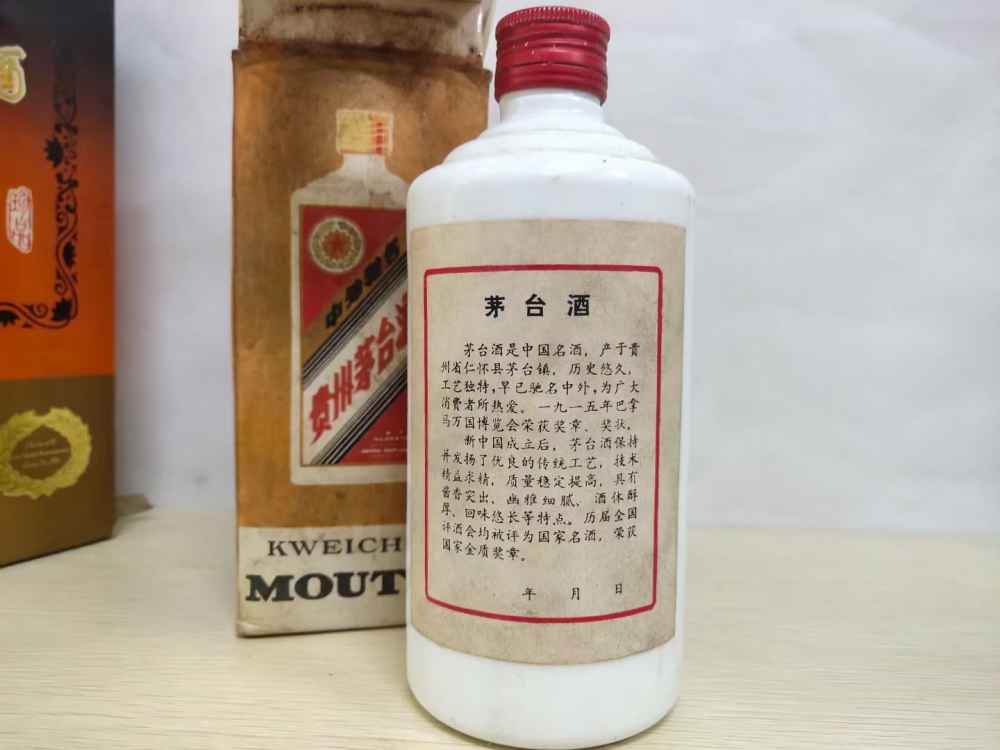 酒
中外驰名
贵州茅台酒
KWEICH
MOUT
茅台酒
茅台酒是中国名酒，产于贵
州省仁怀县茅台镇，历史悠久，
工艺独特，早已驰名中外，为广大
消费者所热爱。一九一五年巴拿
马万国博览会荣获奖章、奖状。
新中国成立后，茅台酒保持
并发扬了优良的传统工艺，技术
精益求精，质量稳定提高，具有
酱香突出、幽雅细腻、酒体醇
厚、回味悠长等特点。历届全国
评酒会均被评为国家名酒，荣获
国家金质奖章。
年 月 日